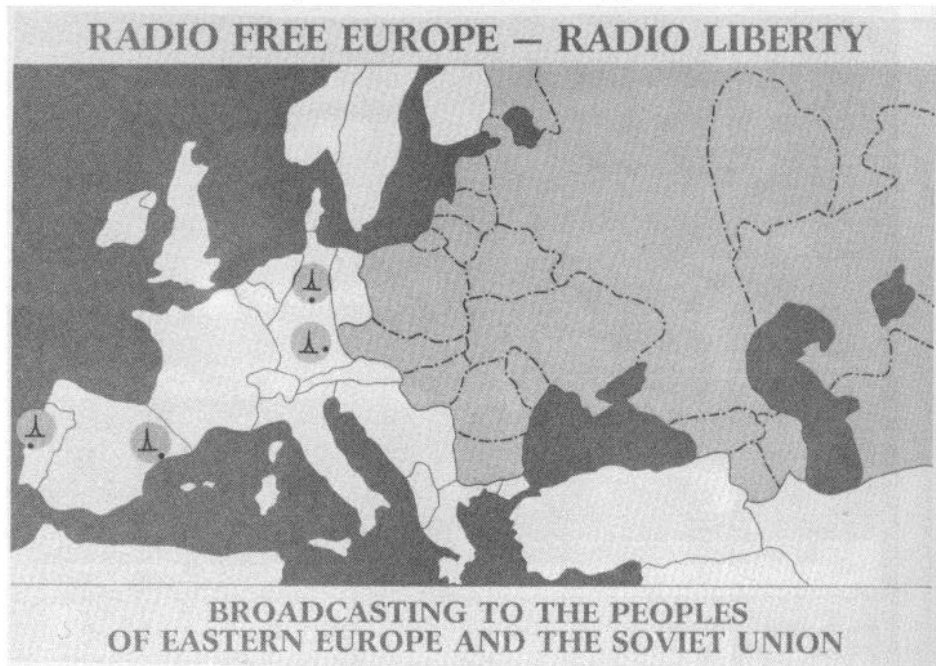 RADIO FREE EUROPE — RADIO LIBERTY
BROADCASTING TO THE PEOPLES
OF EASTERN EUROPE AND THE SOVIET UNION